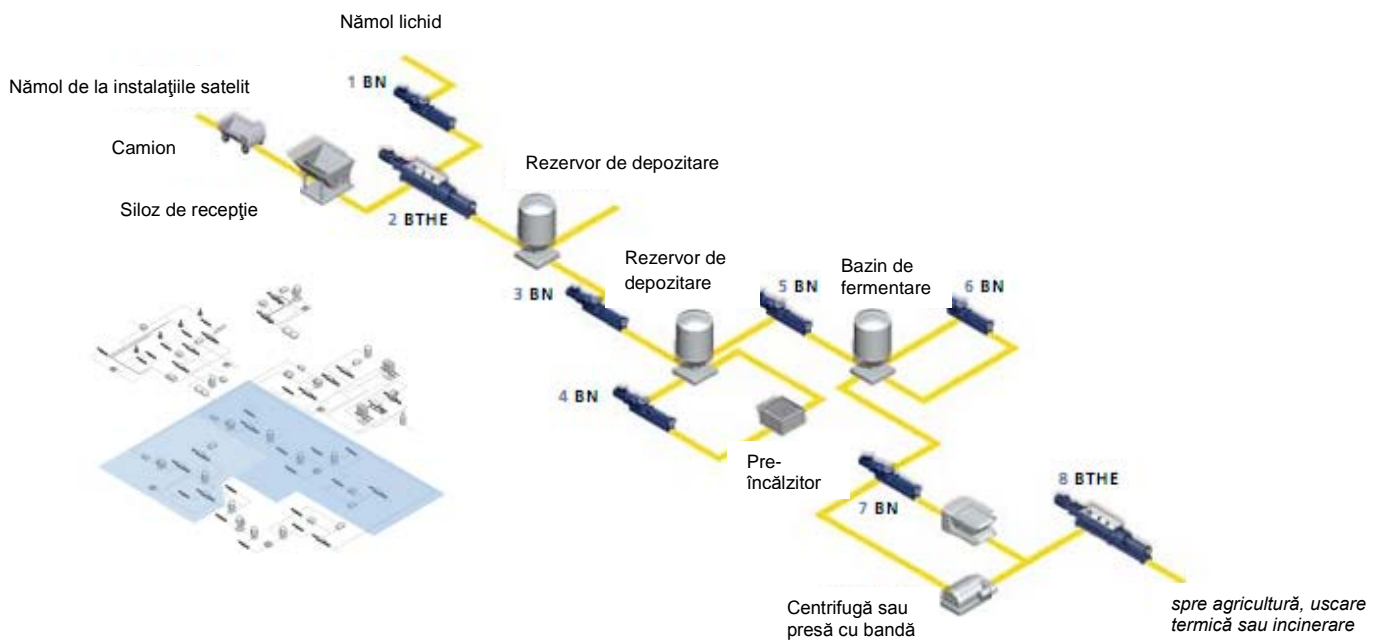 Nămol lichid
Nămol de la instalaţiile satelit
1 BN
Camion
Siloz de recepţie
2 BTHE
Rezervor de depozitare
Rezervor de
depozitare
3 BN
5 BN
Bazin de
fermentare
6 BN
4 BN
Pre-
încălzitor
7 BN
8 BTHE
Centrifugă sau
presă cu bandă
spre agricultură, uscare
termică sau incinerare